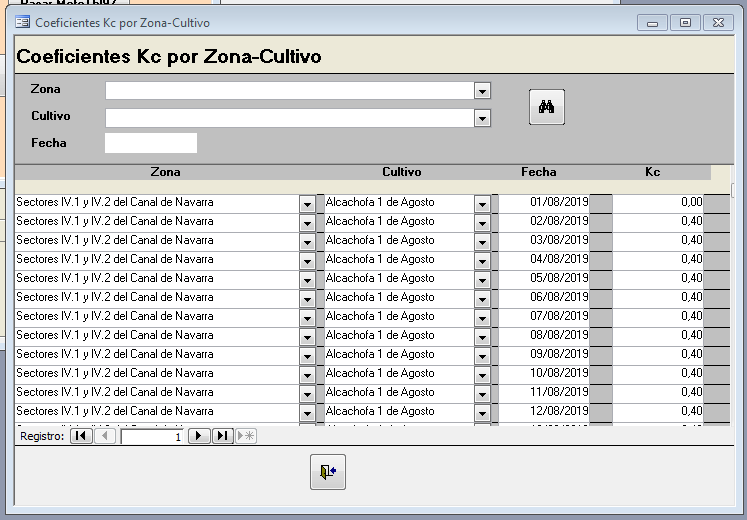 Coeficientes Kc por Zona-Cultivo
Coeficientes Kc por Zona-Cultivo
Zona
Cultivo
Fecha
Zona Cultivo Fecha Kc
Sectores IV.1 y IV.2 del Canal de Navarra Alcachofa 1 de Agosto 01/08/2019 0,00
Sectores IV.1 y IV.2 del Canal de Navarra Alcachofa 1 de Agosto 02/08/2019 0,40
Sectores IV.1 y IV.2 del Canal de Navarra Alcachofa 1 de Agosto 03/08/2019 0,40
Sectores IV.1 y IV.2 del Canal de Navarra Alcachofa 1 de Agosto 04/08/2019 0,40
Sectores IV.1 y IV.2 del Canal de Navarra Alcachofa 1 de Agosto 05/08/2019 0,40
Sectores IV.1 y IV.2 del Canal de Navarra Alcachofa 1 de Agosto 06/08/2019 0,40
Sectores IV.1 y IV.2 del Canal de Navarra Alcachofa 1 de Agosto 07/08/2019 0,40
Sectores IV.1 y IV.2 del Canal de Navarra Alcachofa 1 de Agosto 08/08/2019 0,40
Sectores IV.1 y IV.2 del Canal de Navarra Alcachofa 1 de Agosto 09/08/2019 0,40
Sectores IV.1 y IV.2 del Canal de Navarra Alcachofa 1 de Agosto 10/08/2019 0,40
Sectores IV.1 y IV.2 del Canal de Navarra Alcachofa 1 de Agosto 11/08/2019 0,40
Sectores IV.1 y IV.2 del Canal de Navarra Alcachofa 1 de Agosto 12/08/2019 0,40
Registro: 1